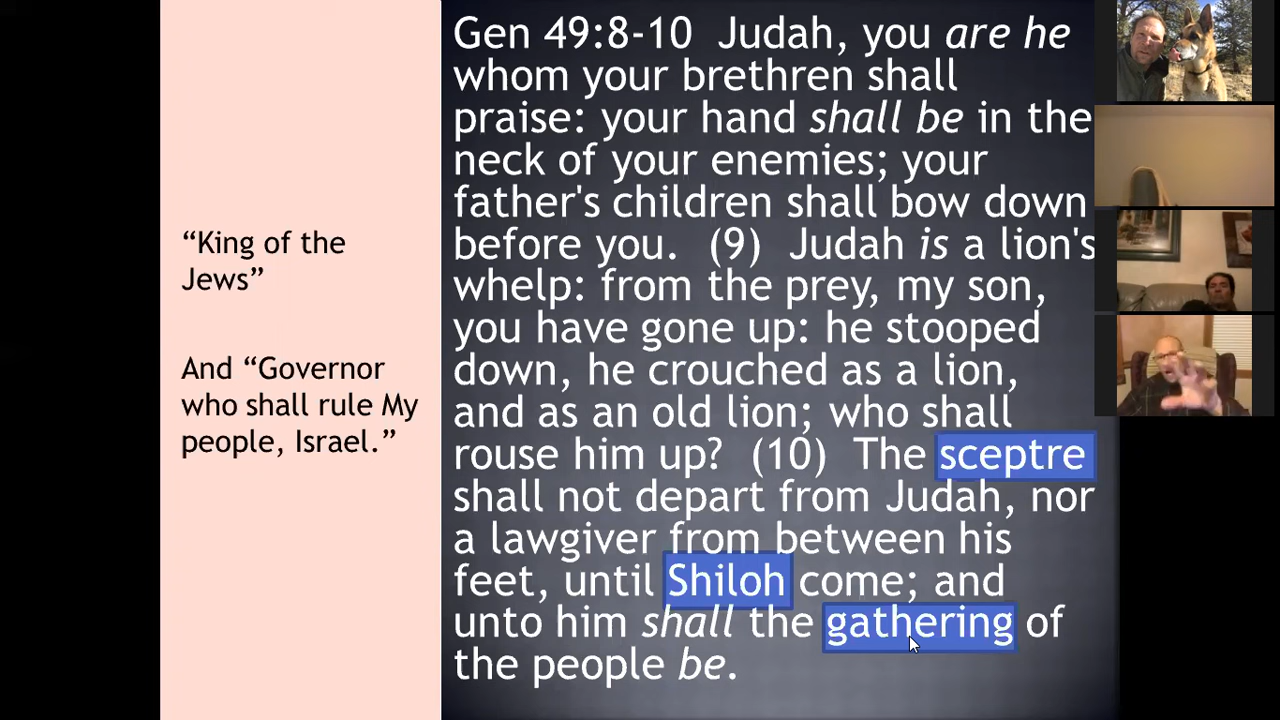 “King of the
Jews”
And “Governor
who shall rule My
people, Israel.”
Gen 49:8-10 Judah, you are he
whom your brethren shall
praise: your hand shall be in the
neck of your enemies; your
father's children shall bow down
before you. (9) Judah is a lion's
whelp: from the prey, my son,
you have gone up: he stooped
down, he crouched as a lion,
and as an old lion; who shall
rouse him up? (10) The sceptre
shall not depart from Judah, nor
a lawgiver from between his
feet, until Shiloh come; and
unto him shall the gathering of
the people be.